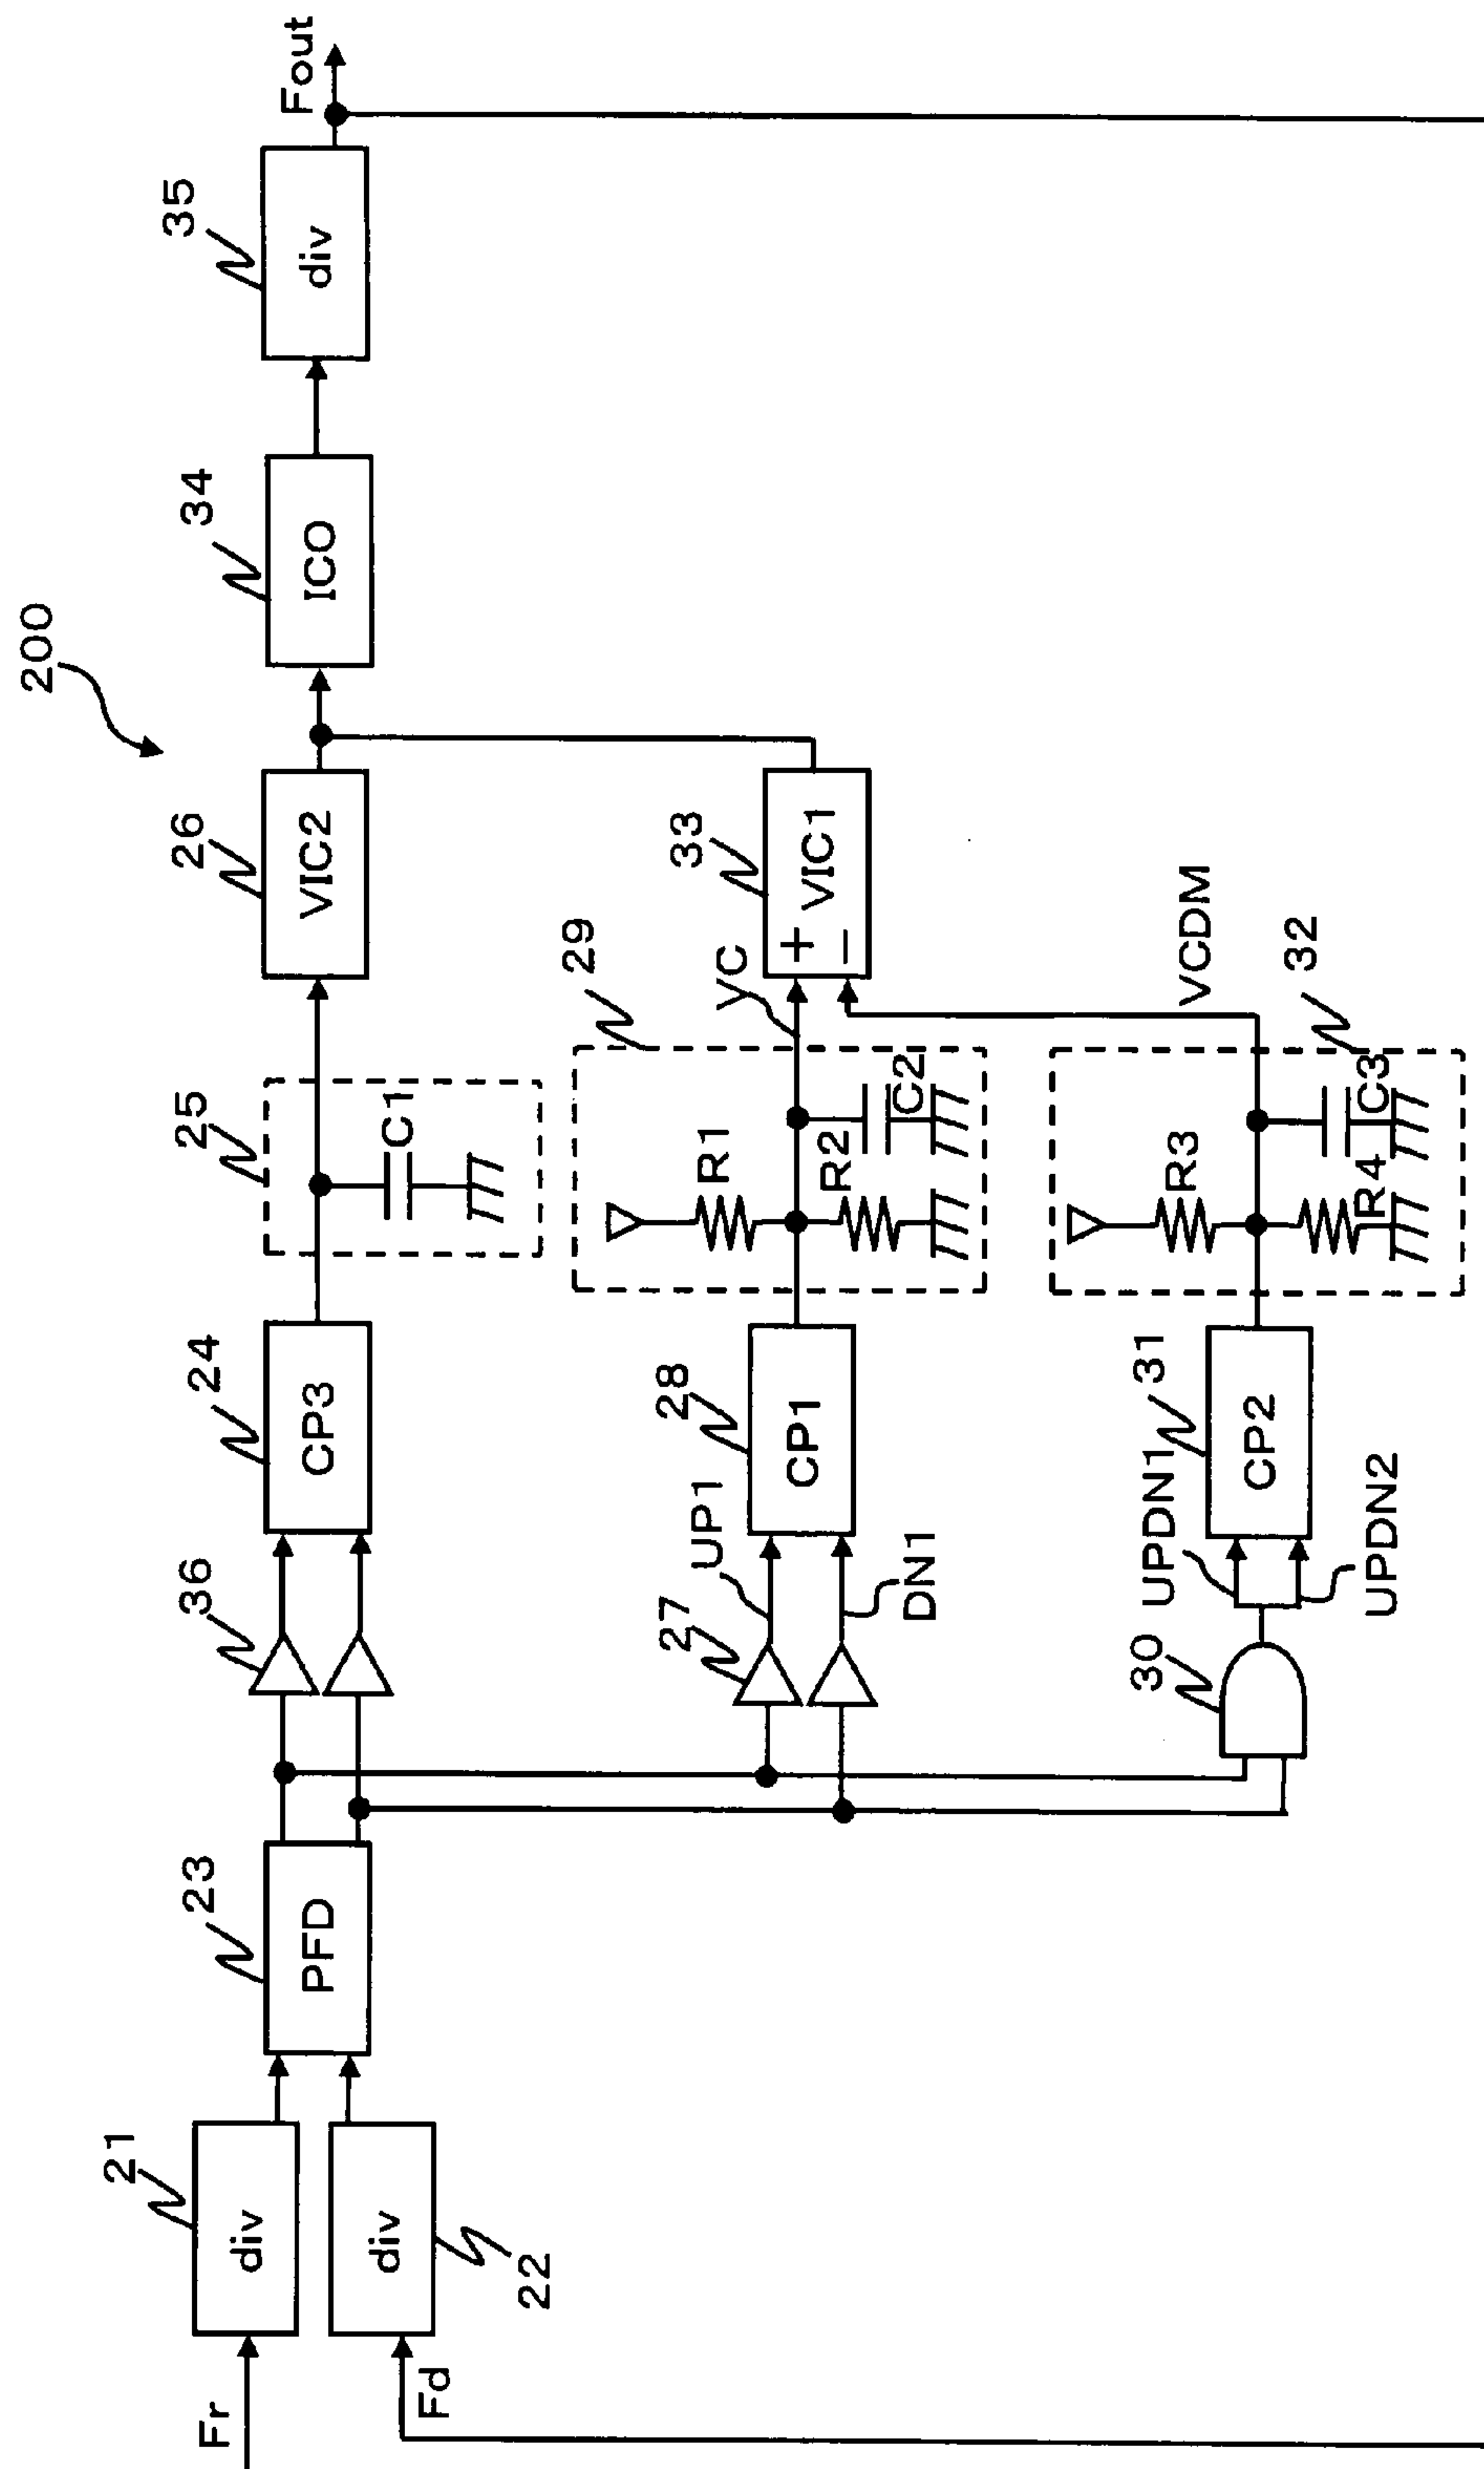 200
Fr
21
div
Fd
22
div
23
PFD
36
24
CP3
25
C1
26
VIC2
34
ICO
35
div
Fout
27
UP1
DN1
28
CP1
29
R1
R2
C2
VC
33
+
−
VIC1
30
UPDN1
UPDN2
31
CP2
R3
R4
C3
32
VCDM